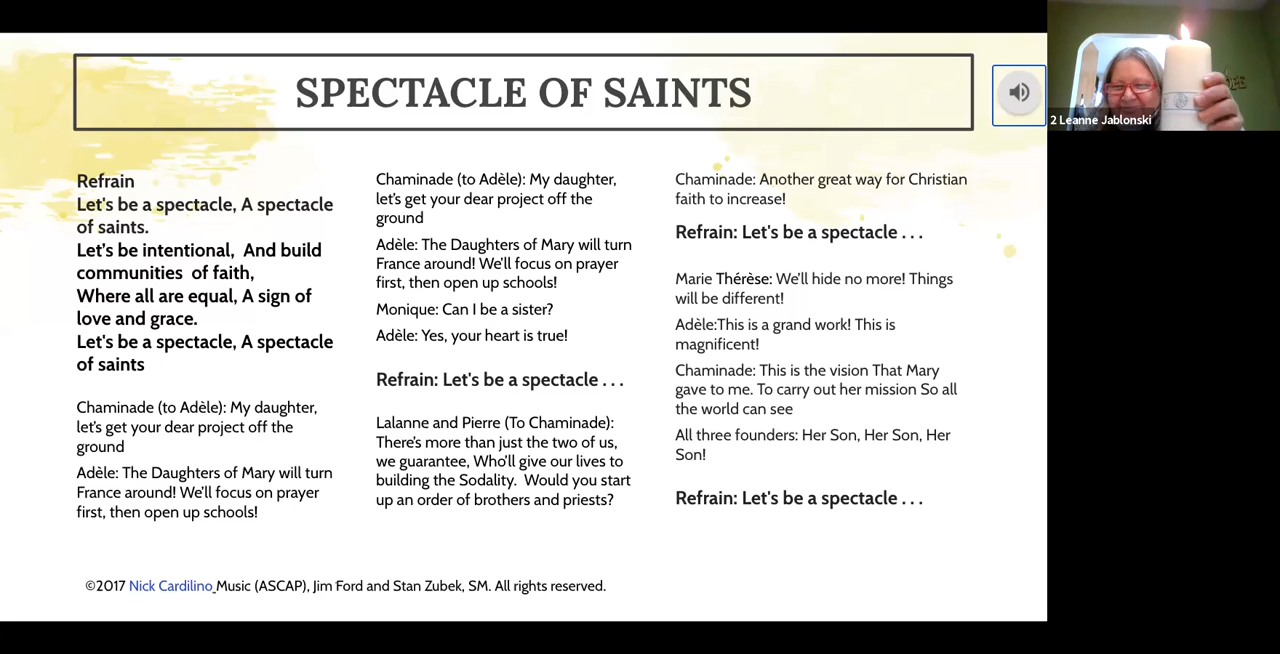 SPECTACLE OF SAINTS
Refrain
Let's be a spectacle, A spectacle
of saints.
Let's be intentional,  And build
communities  of faith,
Where all are equal, A sign of
love and grace.
Let's be a spectacle, A spectacle
of saints
Chaminade (to Adèle): My daughter,
let's get your dear project off the
ground
Adèle: The Daughters of Mary will turn
France around! We'll focus on prayer
first, then open up schools!
Chaminade (to Adèle): My daughter,
let's get your dear project off the
ground
Adèle: The Daughters of Mary will turn
France around! We'll focus on prayer
first, then open up schools!
Monique: Can I be a sister?
Adèle: Yes, your heart is true!
Refrain: Let's be a spectacle . . .
Lalanne and Pierre (To Chaminade):
There's more than just the two of us,
we guarantee, Who'll give our lives to
building the Sodality.  Would you start
up an order of brothers and priests?
Chaminade: Another great way for Christian
faith to increase!
Refrain: Let's be a spectacle . . .
Marie Thérèse: We'll hide no more! Things
will be different!
Adèle:This is a grand work! This is
magnificent!
Chaminade: This is the vision That Mary
gave to me. To carry out her mission So all
the world can see
All three founders: Her Son, Her Son, Her
Son!
Refrain: Let's be a spectacle . . .
©2017 Nick Cardilino Music (ASCAP), Jim Ford and Stan Zubek, SM. All rights reserved.
2 Leanne Jablonski